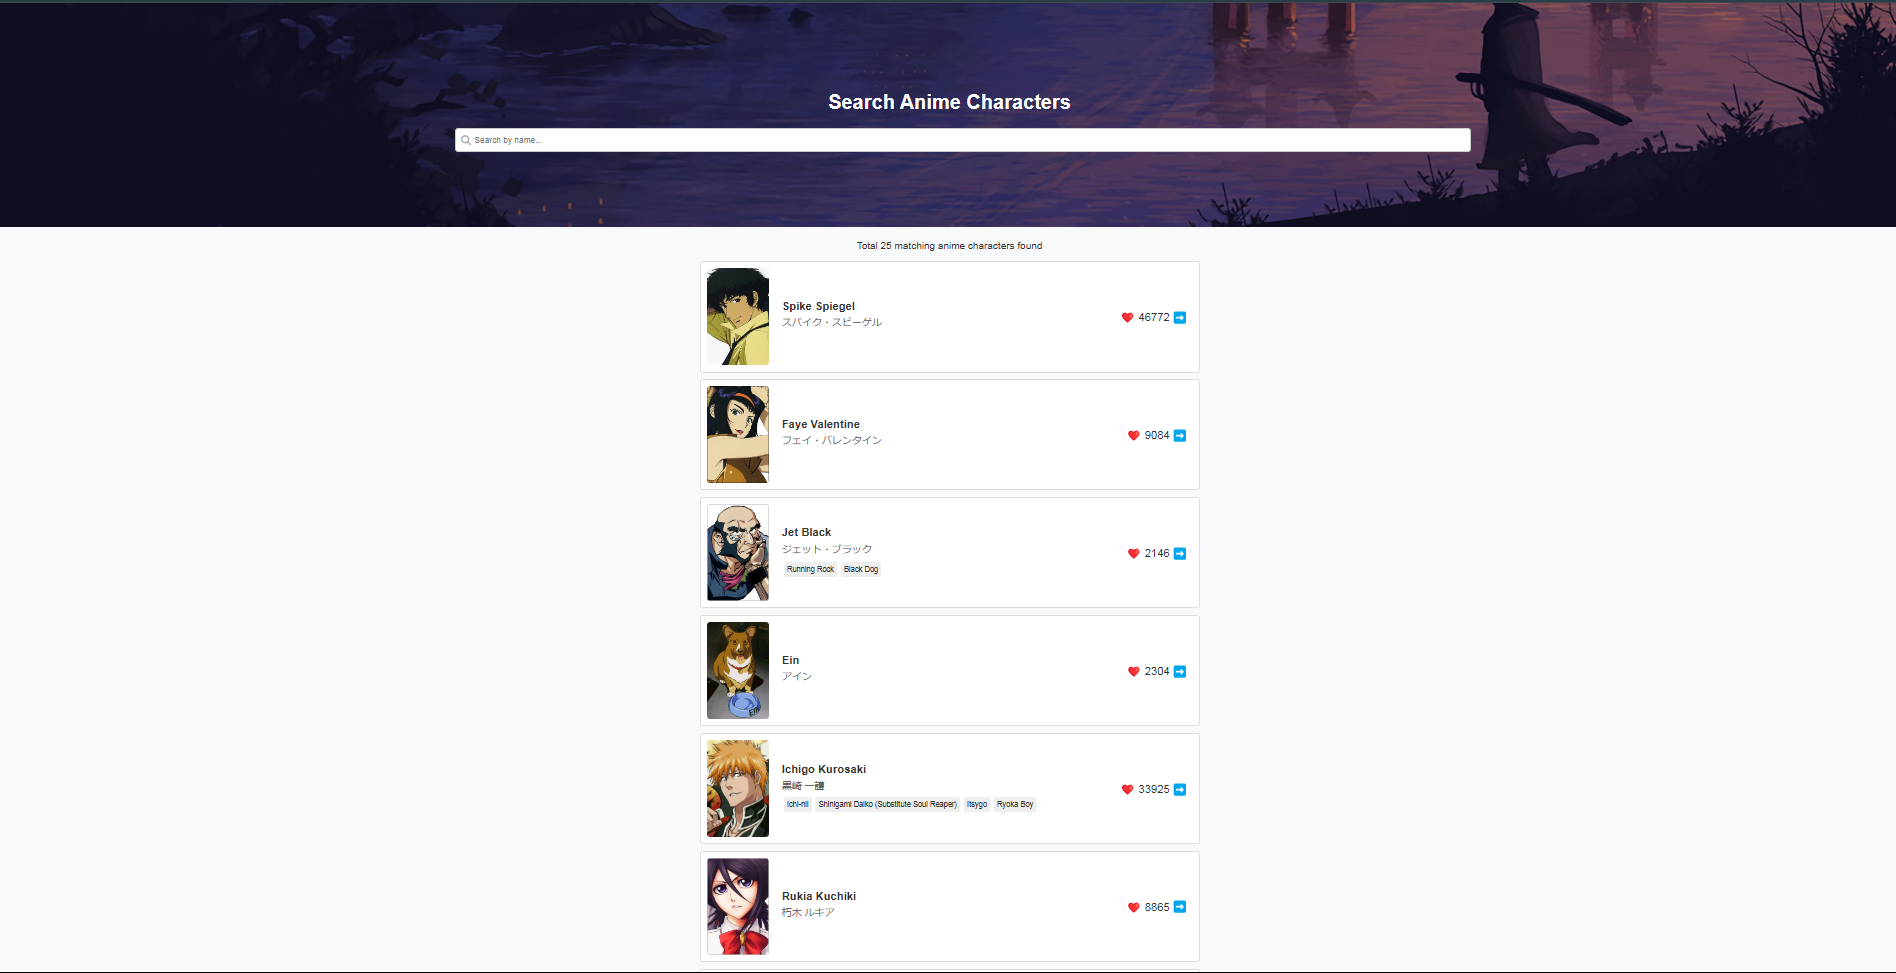 Search Anime Characters
Search by name...
Total 25 matching anime characters found
Spike Spiegel
スパイク・スピーゲル
46772
Faye Valentine
フェイ・バレンタイン
9084
Jet Black
ジェット・ブラック
Running Rock Black Dog
2146
Ein
アイン
2304
Ichigo Kurosaki
黒崎 一護
Ichi-nii Shinigami Daiko (Substitute Soul Reaper) Itsygo Ryoka Boy
33925
Rukia Kuchiki
朽木 ルキア
8865